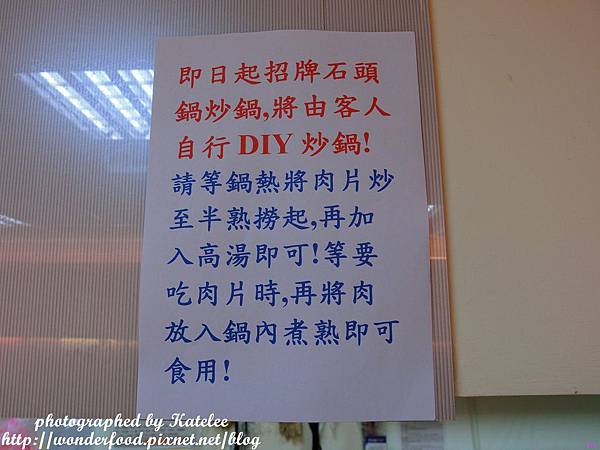 即日起招牌石頭
鍋炒鍋,將由客人
自行DIY炒鍋!
請等鍋熱將肉片炒
至半熟撈起,再加
入高湯即可!等要
吃肉片時,再將肉
放入鍋內煮熟即可
食用!
photographed by Katelee
http://wonderfood.pixnet.net/blog